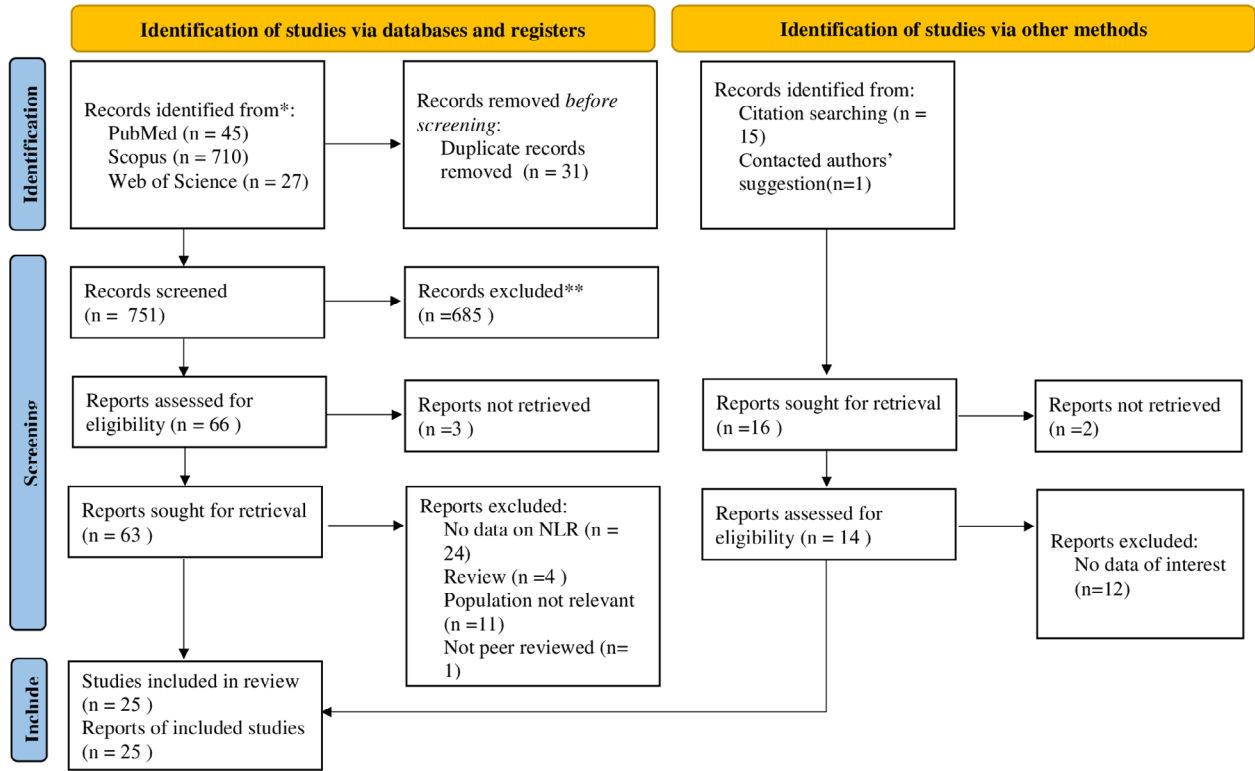 Identification of studies via databases and registers
Identification of studies via other methods
Identification
Records identified from*:
PubMed (n = 45)
Scopus (n = 710)
Web of Science (n = 27)
Records removed before
screening:
Duplicate records
removed (n = 31)
Records identified from:
Citation searching (n =
15)
Contacted authors’
suggestion(n=1)
Screening
Records screened
(n = 751)
Records excluded**
(n =685 )
Reports assessed for
eligibility (n = 66 )
Reports not retrieved
(n =3 )
Reports sought for retrieval
(n =16 )
Reports not retrieved
(n =2)
Reports sought for retrieval
(n = 63 )
Reports excluded:
No data on NLR (n =
24)
Review (n =4 )
Population not relevant
(n =11)
Not peer reviewed (n=
1)
Reports assessed for
eligibility (n = 14 )
Reports excluded:
No data of interest
(n=12)
Include
Studies included in review
(n = 25 )
Reports of included studies
(n = 25 )